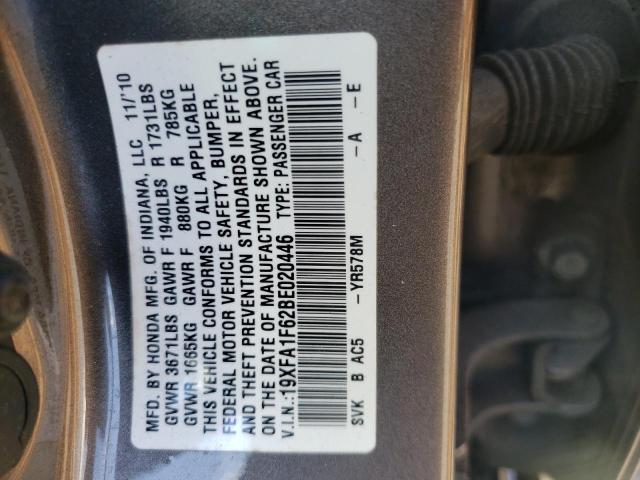 MFD. BY HONDA MFG. OF INDIANA, LLC 11/'10
GVWR 3671LBS GAWR F 1940LBS R 1731LBS
GVWR 1665KG GAWR F 880KG R 785KG
THIS VEHICLE CONFORMS TO ALL APPLICABLE
FEDERAL MOTOR VEHICLE SAFETY, BUMPER,
AND THEFT PREVENTION STANDARDS IN EFFECT
ON THE DATE OF MANUFACTURE SHOWN ABOVE.
V.I.N.: 19XFA1F62BE020446 TYPE: PASSENGER CAR
SVK B AC5 -YR578M -A -E